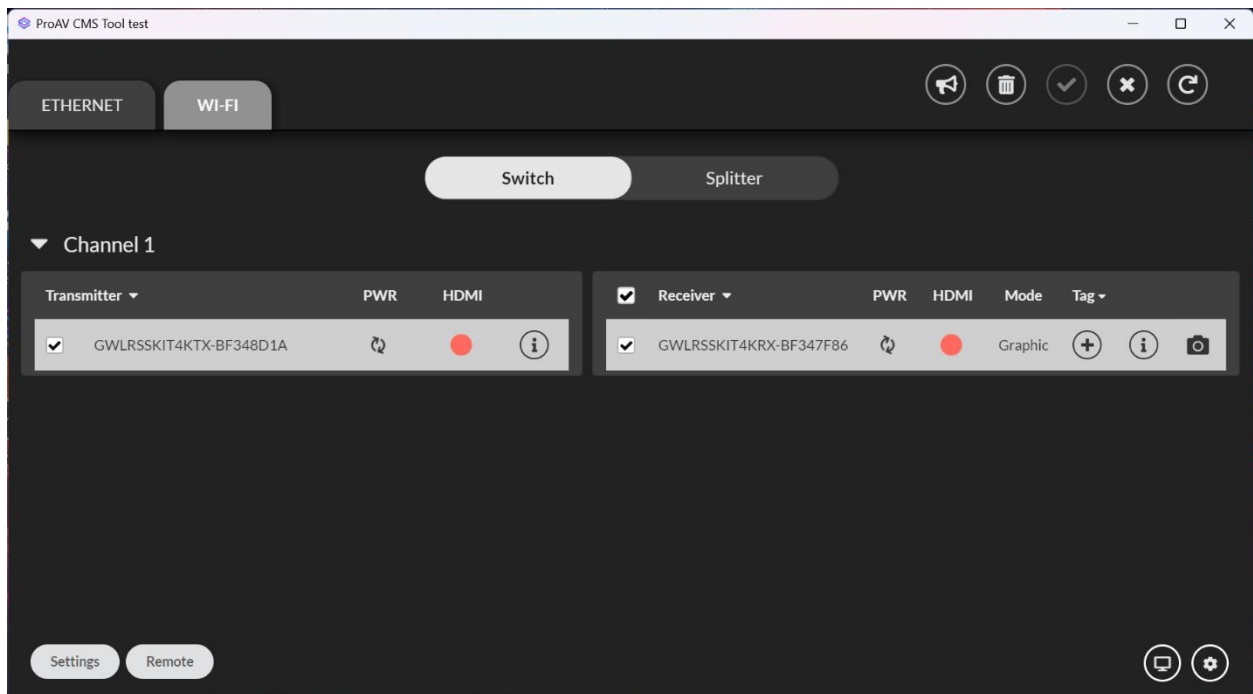 ProAV CMS Tool test
ETHERNET WI-FI
Switch Splitter
Channel 1
Transmitter PWR HDMI
GWLRSSKIT4KTX-BF348D1A
Receiver PWR HDMI Mode Tag
GWLRSSKIT4KRX-BF347F86 Graphic
Settings Remote